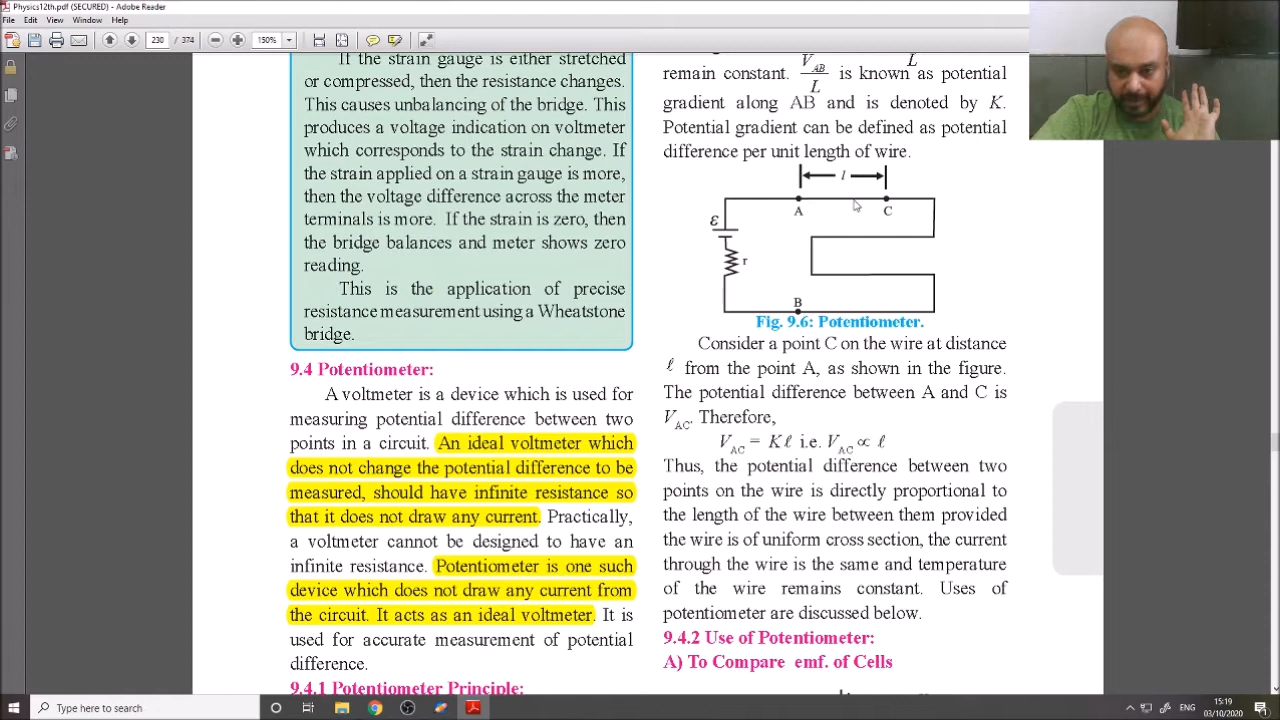 Physics12th.pdf (SECURED) - Adobe Reader
File Edit View Window Help
230 / 374 150%
If the strain gauge is either stretched
or compressed, then the resistance changes.
This causes unbalancing of the bridge. This
produces a voltage indication on voltmeter
which corresponds to the strain change. If
the strain applied on a strain gauge is more,
then the voltage difference across the meter
terminals is more. If the strain is zero, then
the bridge balances and meter shows zero
reading.
This is the application of precise
resistance measurement using a Wheatstone
bridge.
9.4 Potentiometer:
A voltmeter is a device which is used for
measuring potential difference between two
points in a circuit. An ideal voltmeter which
does not change the potential difference to be
measured, should have infinite resistance so
that it does not draw any current. Practically,
a voltmeter cannot be designed to have an
infinite resistance. Potentiometer is one such
device which does not draw any current from
the circuit. It acts as an ideal voltmeter. It is
used for accurate measurement of potential
difference.
9.4.1 Potentiometer Principle:
L
remain constant. V_AB / L is known as potential
gradient along AB and is denoted by K.
Potential gradient can be defined as potential
difference per unit length of wire.
l
A C
ε
r
B
Fig. 9.6: Potentiometer.
Consider a point C on the wire at distance
ℓ from the point A, as shown in the figure.
The potential difference between A and C is
V_AC. Therefore,
V_AC = Kℓ i.e. V_AC ∝ ℓ
Thus, the potential difference between two
points on the wire is directly proportional to
the length of the wire between them provided
the wire is of uniform cross section, the current
through the wire is the same and temperature
of the wire remains constant. Uses of
potentiometer are discussed below.
9.4.2 Use of Potentiometer:
A) To Compare emf. of Cells
Type here to search
ENG
15:19
03/10/2020